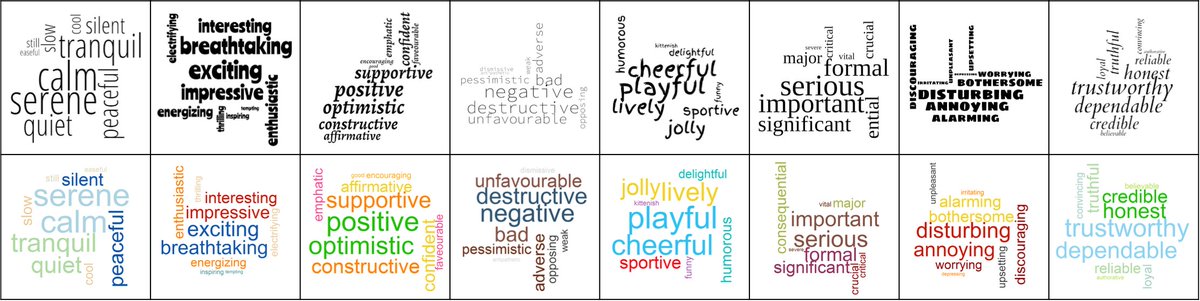 slow
cool
silent
still
easeful
tranquil
calm
serene
quiet
peaceful
electrifying
interesting
breathtaking
exciting
impressive
energizing
thrilling
tempting
inspiring
enthusiastic
emphatic
confident
favourable
encouraging
good
supportive
positive
optimistic
constructive
affirmative
dismissive
weak
bad
adverse
pessimistic
negative
destructive
unfavourable
opposing
humorous
kittenish
delightful
cheerful
playful
lively
funny
sportive
jolly
severe
critical
vital
crucial
major
formal
serious
important
significant
ential
DISCOURAGING
UNPLEASANT
UPSETTING
IRRITATING
DEPRESSING
WORRYING
BOTHERSOME
DISTURBING
ANNOYING
ALARMING
loyal
truthful
convincing
authorative
reliable
honest
trustworthy
dependable
credible
believable
easeful
still
silent
serene
slow
calm
tranquil
quiet
cool
peaceful
enthusiastic
thrilling
interesting
impressive
exciting
breathtaking
energizing
inspiring
tempting
electrifying
emphatic
good
encouraging
affirmative
supportive
positive
optimistic
constructive
confident
faveourable
dismissive
unfavourable
destructive
negative
bad
pessimistic
adverse
opposing
weak
delightful
jolly
lively
kittenish
playful
cheerful
sportive
funny
humorous
consequential
vital
major
important
serious
severe
formal
significant
crucial
critical
unpleasant
irritating
alarming
bothersome
disturbing
annoying
worrying
depressing
upsetting
discouraging
convincing
truthful
believable
credible
honest
trustworthy
dependable
reliable
authorative
loyal